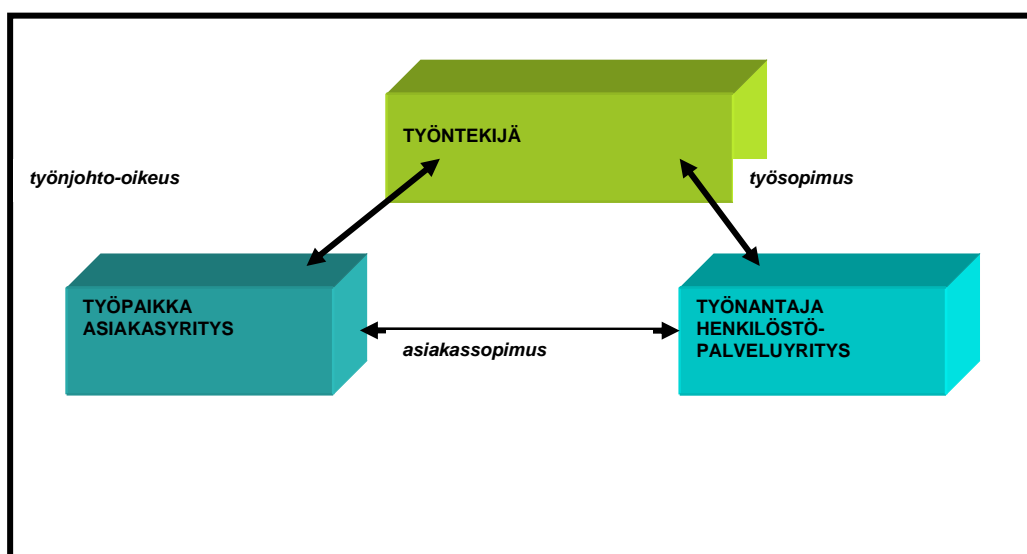 TYÖNTEKIJÄ
työnjohto-oikeus
työsopimus
TYÖPAIKKA
ASIAKASYRITYS
TYÖNANTAJA
HENKILÖSTÖ-
PALVELUYRITYS
asiakassopimus